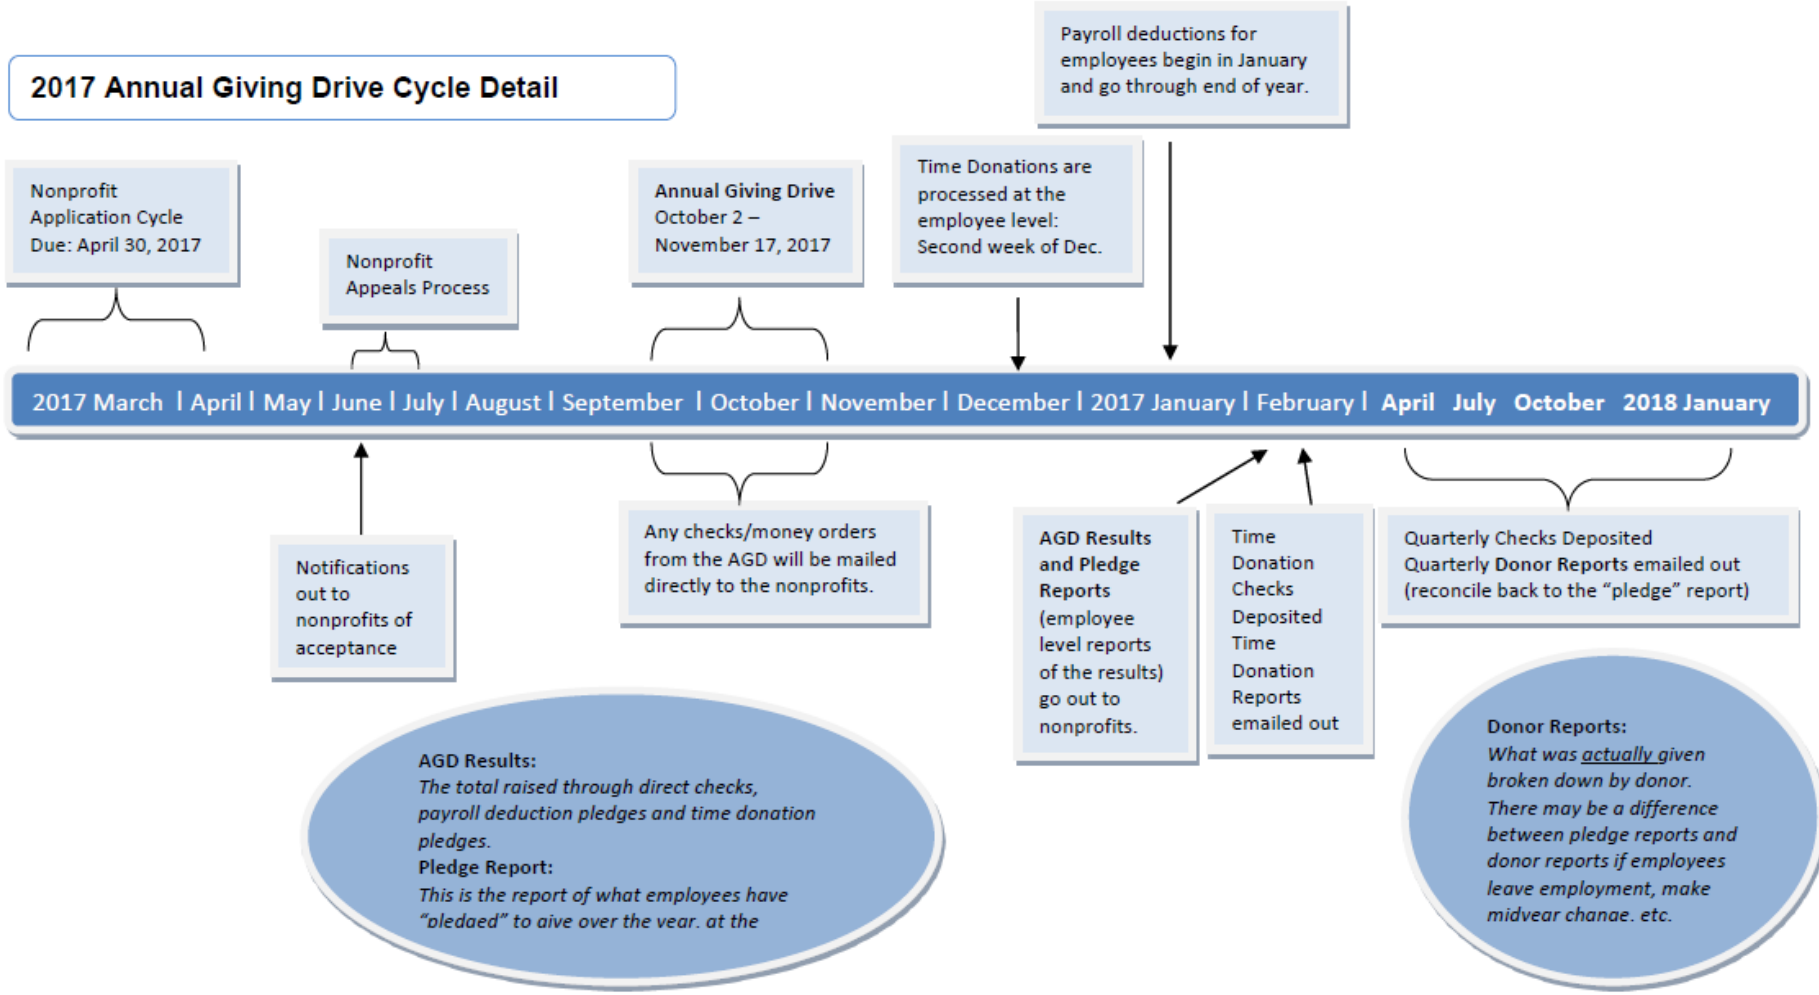 Payroll deductions for
employees begin in January
and go through end of year.
2017 Annual Giving Drive Cycle Detail
Nonprofit
Application Cycle
Due: April 30, 2017
Nonprofit
Appeals Process
Annual Giving Drive
October 2 –
November 17, 2017
Time Donations are
processed at the
employee level:
Second week of Dec.
2017 March | April | May | June | July | August | September | October | November | December | 2017 January | February | April July October 2018 January
Notifications
out to
nonprofits of
acceptance
Any checks/money orders
from the AGD will be mailed
directly to the nonprofits.
AGD Results
and Pledge
Reports
(employee
level reports
of the results)
go out to
nonprofits.
Time
Donation
Checks
Deposited
Time
Donation
Reports
emailed out
Quarterly Checks Deposited
Quarterly Donor Reports emailed out
(reconcile back to the “pledge” report)
AGD Results:
The total raised through direct checks,
payroll deduction pledges and time donation
pledges.
Pledge Report:
This is the report of what employees have
“pledged” to give over the year, at the
Donor Reports:
What was actually given
broken down by donor.
There may be a difference
between pledge reports and
donor reports if employees
leave employment, make
midyear change, etc.